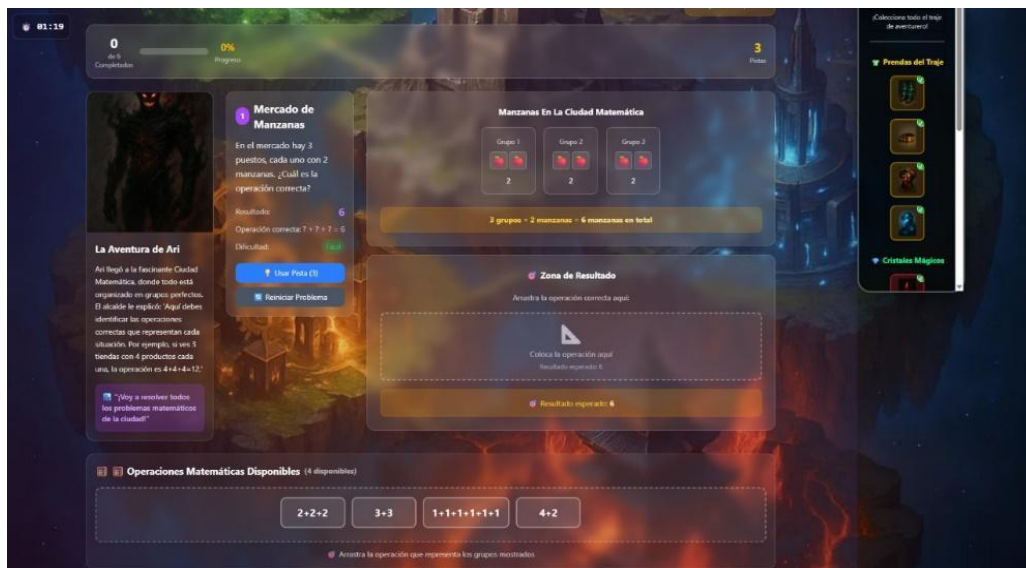 01:19
0
de 6
Completadas
0%
Progreso
3
Pistas
¡Colecciona todo el traje
de aventurero!
Prendas del Traje
Cristales Mágicos
La Aventura de Ari
Ari llegó a la fascinante Ciudad
Matemática, donde todo está
organizado en grupos perfectos.
El alcalde le explicó: 'Aquí debes
identificar las operaciones
correctas que representan cada
situación. Por ejemplo, si ves 3
tiendas con 4 productos cada
una, la operación es 4+4+4=12.'
"¡Voy a resolver todos
los problemas matemáticos
de la ciudad!"
1
Mercado de
Manzanas
En el mercado hay 3
puestos, cada uno con 2
manzanas. ¿Cuál es la
operación correcta?
Resultado: 6
Operación correcta: ? + ? + ? = 6
Dificultad: Fácil
Usar Pista (3)
Reiniciar Problema
Manzanas En La Ciudad Matemática
Grupo 1
2
Grupo 2
2
Grupo 3
2
3 grupos - 2 manzanas - 6 manzanas en total
Zona de Resultado
Arrastra la operación correcta aquí:
Coloca la operación aquí
Resultado esperado: 6
Resultado esperado: 6
Operaciones Matemáticas Disponibles (4 disponibles)
2+2+2
3+3
1+1+1+1+1+1
4+2
Arrastra la operación que representa los grupos mostrados